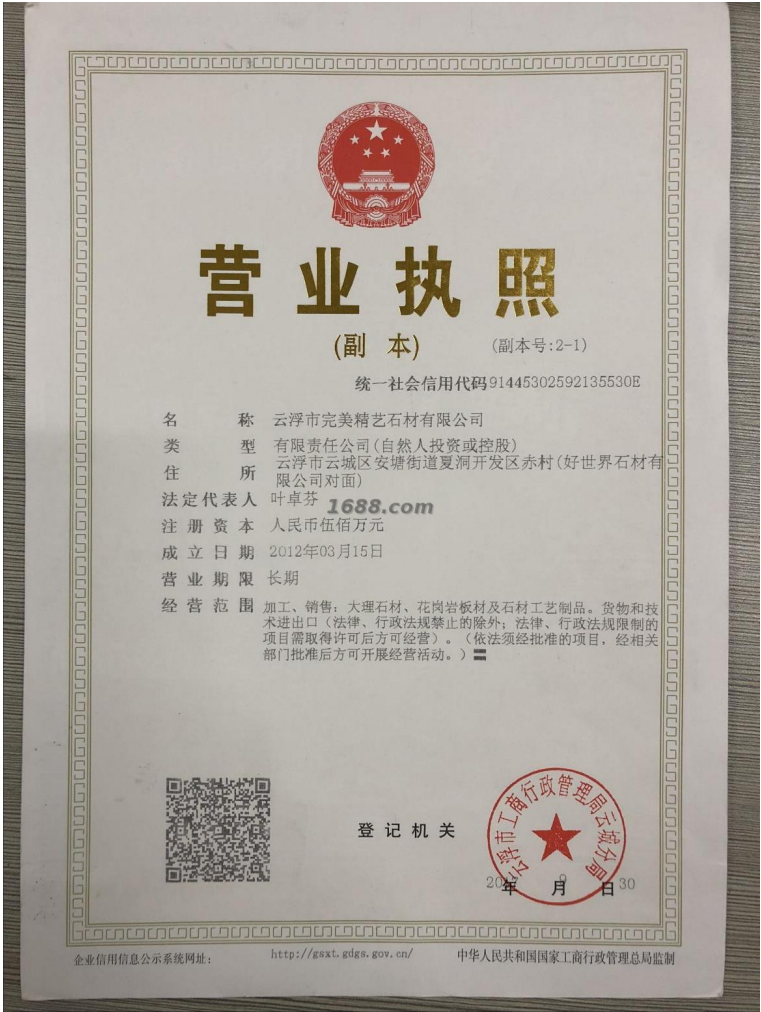 营业执照
(副 本)
(副本号:2-1)
统一社会信用代码91445302592135530E
名 称 云浮市完美精艺石材有限公司
类 型 有限责任公司(自然人投资或控股)
住 所 云浮市云城区安塘街道夏洞开发区赤村(好世界石材有
限公司对面)
法定代表人 叶卓芬
1688.com
注册资本 人民币伍佰万元
成立日期 2012年03月15日
营业期限 长期
经营范围 加工、销售：大理石材、花岗岩板材及石材工艺制品。货物和技
术进出口（法律、行政法规禁止的除外；法律、行政法规限制的
项目需取得许可后方可经营）。（依法须经批准的项目，经相关
部门批准后方可开展经营活动。）
登记机关
云浮市工商行政管理局云城分局
年 9月 日30
企业信用信息公示系统网址：
http://gsxt.gdgs.gov.cn/
中华人民共和国国家工商行政管理总局监制